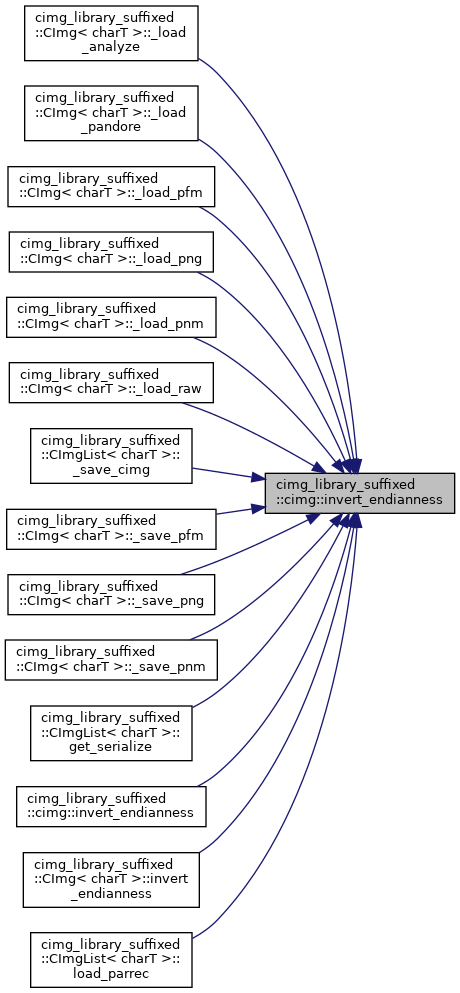 cimg_library_suffixed
::CImg< charT >::_load
_analyze
cimg_library_suffixed
::CImg< charT >::_load
_pandore
cimg_library_suffixed
::CImg< charT >::_load_pfm
cimg_library_suffixed
::CImg< charT >::_load_png
cimg_library_suffixed
::CImg< charT >::_load_pnm
cimg_library_suffixed
::CImg< charT >::_load_raw
cimg_library_suffixed
::CImgList< charT >::
_save_cimg
cimg_library_suffixed
::cimg::invert_endianness
cimg_library_suffixed
::CImg< charT >::_save_pfm
cimg_library_suffixed
::CImg< charT >::_save_png
cimg_library_suffixed
::CImg< charT >::_save_pnm
cimg_library_suffixed
::CImgList< charT >::
get_serialize
cimg_library_suffixed
::cimg::invert_endianness
cimg_library_suffixed
::CImg< charT >::invert
_endianness
cimg_library_suffixed
::CImgList< charT >::
load_parrec